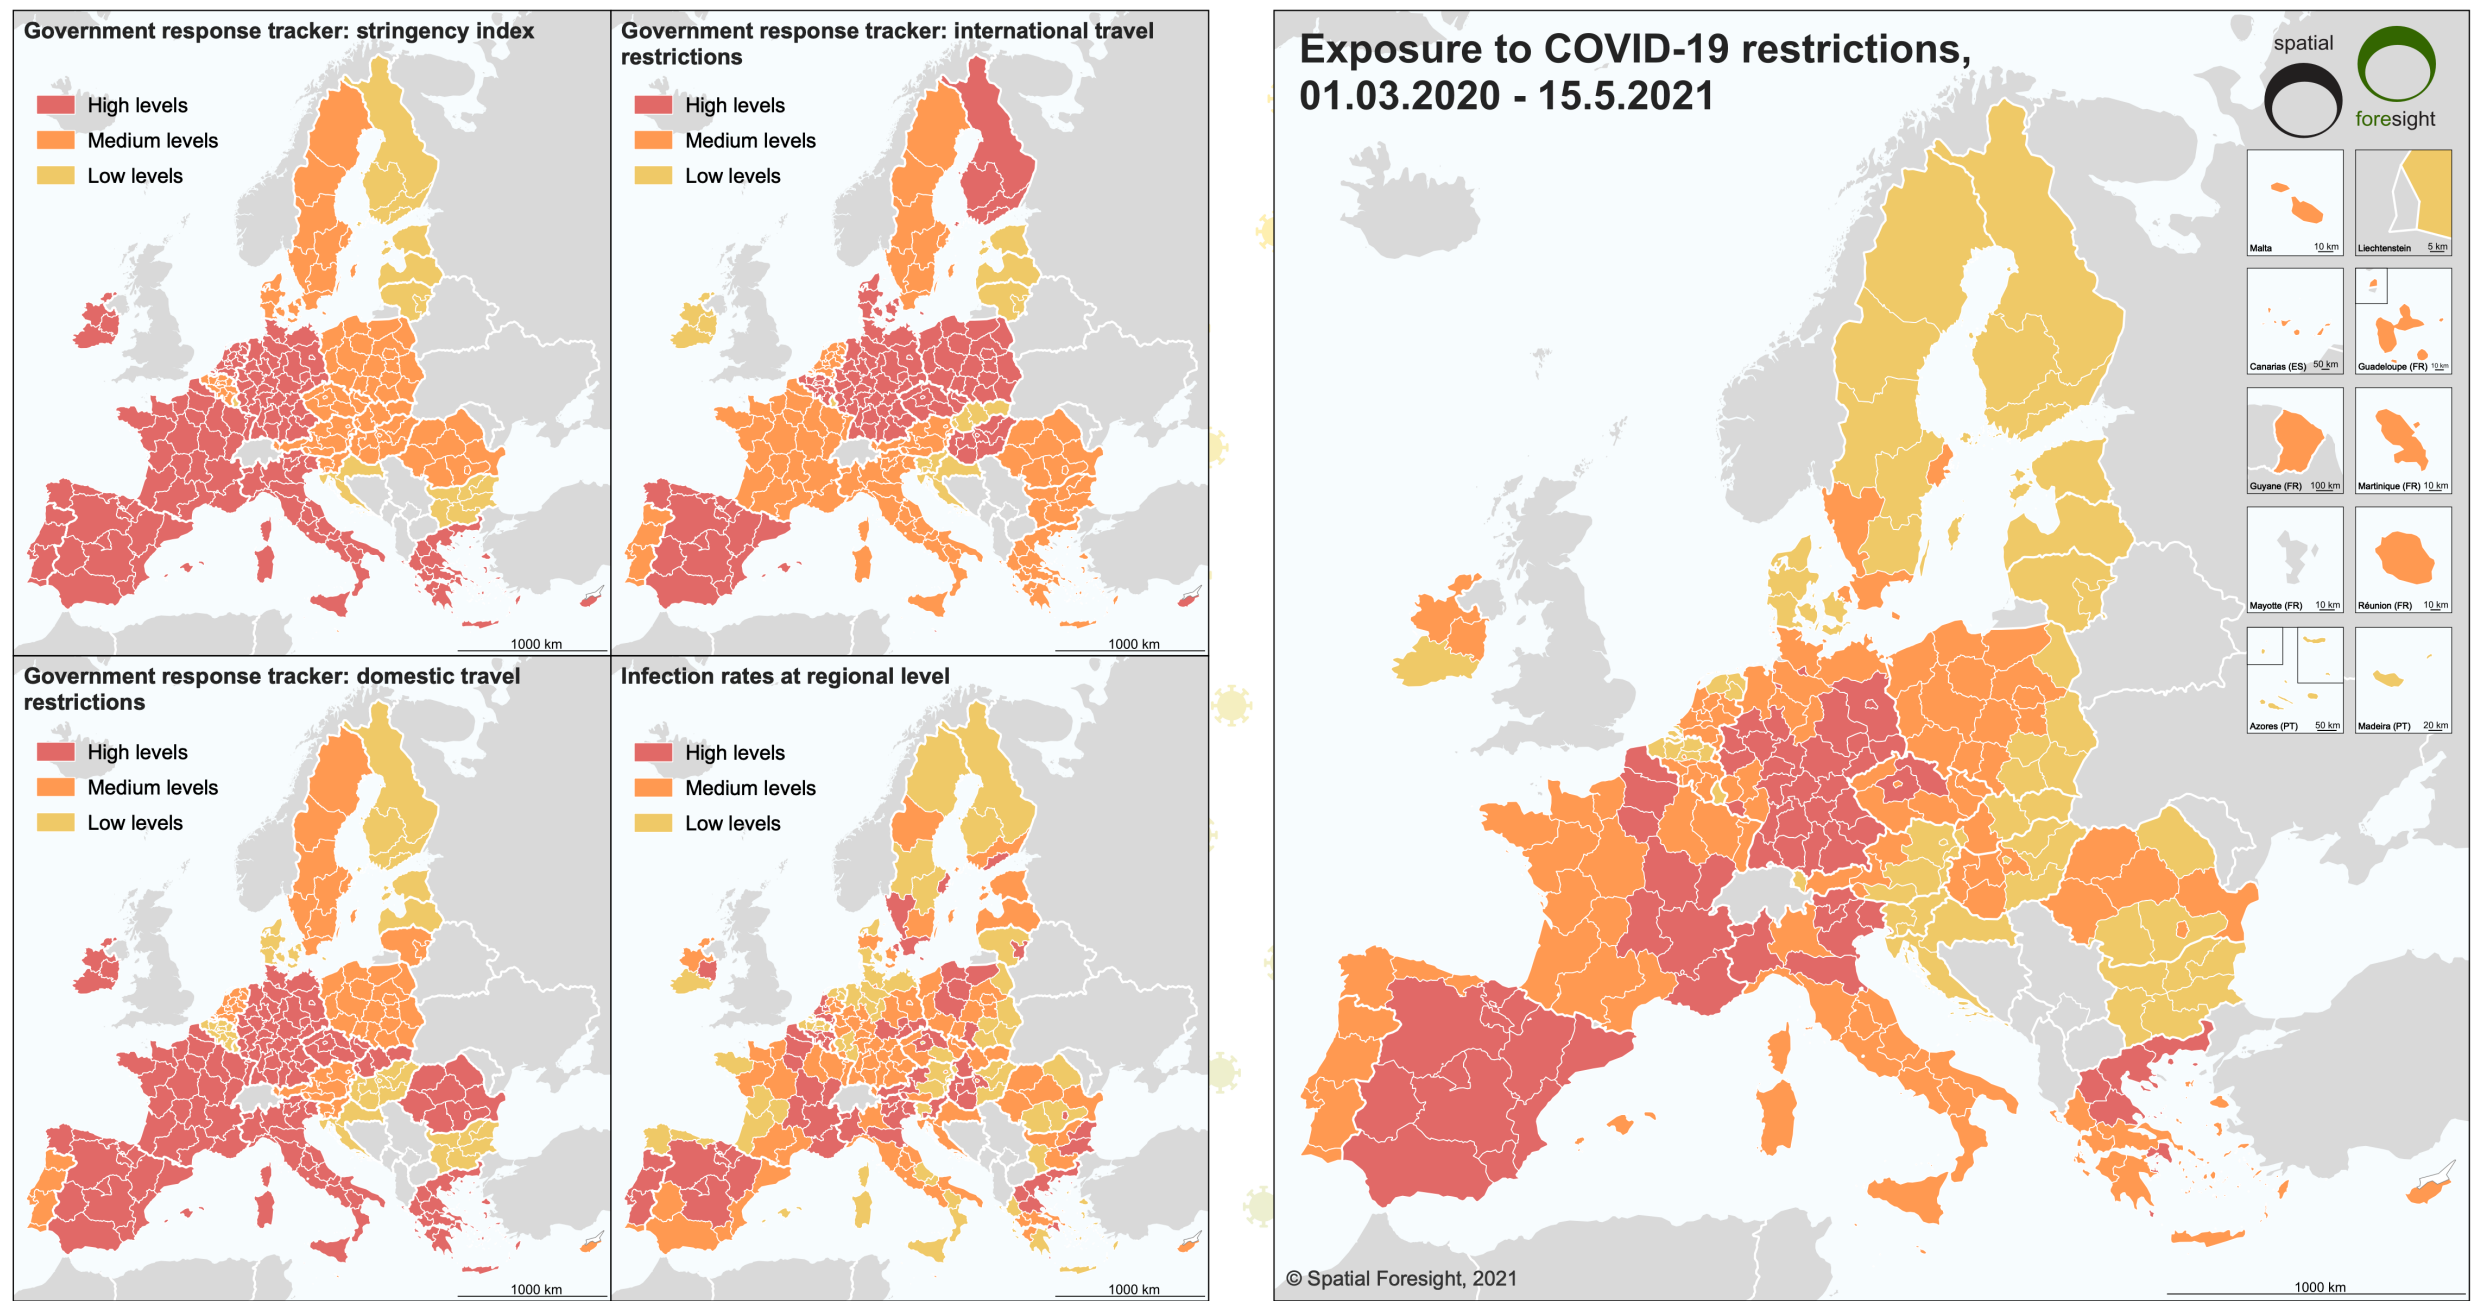 Government response tracker: stringency index
High levels
Medium levels
Low levels
1000 km
Government response tracker: international travel
restrictions
High levels
Medium levels
Low levels
1000 km
Government response tracker: domestic travel
restrictions
High levels
Medium levels
Low levels
1000 km
Infection rates at regional level
High levels
Medium levels
Low levels
1000 km
Exposure to COVID-19 restrictions,
01.03.2020 - 15.5.2021
spatial
foresight
Malta 10 km
Liechtenstein 5 km
Canarias (ES) 50 km
Guadeloupe (FR) 10 km
Guyane (FR) 100 km
Martinique (FR) 10 km
Mayotte (FR) 10 km
Réunion (FR) 10 km
Azores (PT) 50 km
Madeira (PT) 20 km
© Spatial Foresight, 2021
1000 km